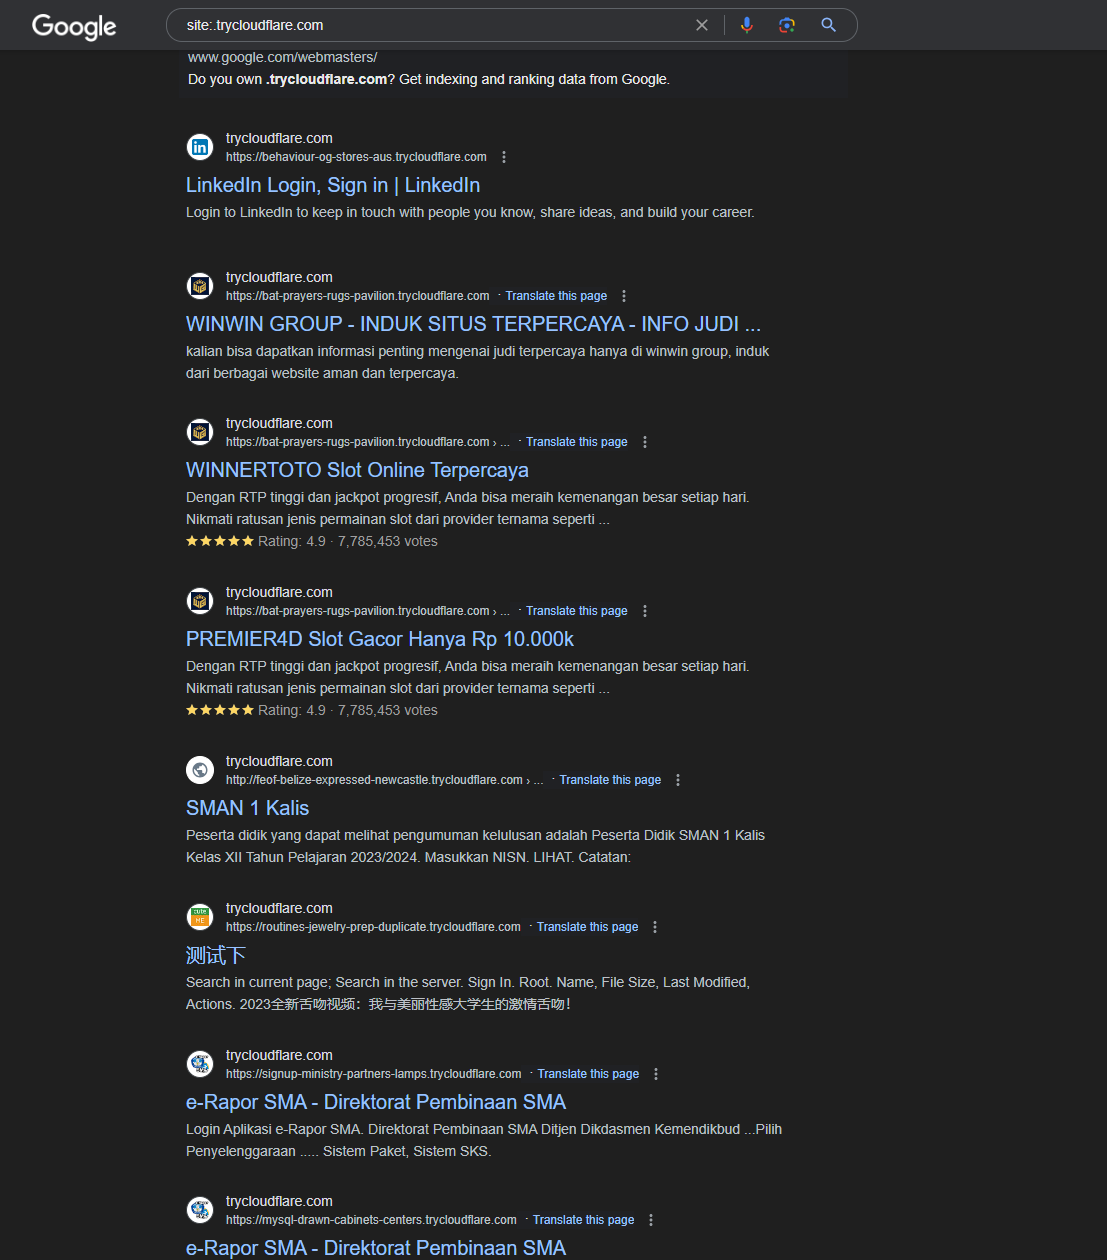 Google
site:.trycloudflare.com
www.google.com/webmasters/
Do you own .trycloudflare.com? Get indexing and ranking data from Google.
in
trycloudflare.com
https://behaviour-og-stores-aus.trycloudflare.com
LinkedIn Login, Sign in | LinkedIn
Login to LinkedIn to keep in touch with people you know, share ideas, and build your career.
trycloudflare.com
https://bat-prayers-rugs-pavilion.trycloudflare.com · Translate this page
WINWIN GROUP - INDUK SITUS TERPERCAYA - INFO JUDI ...
kalian bisa dapatkan informasi penting mengenai judi terpercaya hanya di winwin group, induk
dari berbagai website aman dan terpercaya.
trycloudflare.com
https://bat-prayers-rugs-pavilion.trycloudflare.com › ... · Translate this page
WINNERTOTO Slot Online Terpercaya
Dengan RTP tinggi dan jackpot progresif, Anda bisa meraih kemenangan besar setiap hari.
Nikmati ratusan jenis permainan slot dari provider ternama seperti ...
Rating: 4.9 · 7,785,453 votes
trycloudflare.com
https://bat-prayers-rugs-pavilion.trycloudflare.com › ... · Translate this page
PREMIER4D Slot Gacor Hanya Rp 10.000k
Dengan RTP tinggi dan jackpot progresif, Anda bisa meraih kemenangan besar setiap hari.
Nikmati ratusan jenis permainan slot dari provider ternama seperti ...
Rating: 4.9 · 7,785,453 votes
trycloudflare.com
http://feof-belize-expressed-newcastle.trycloudflare.com › ... · Translate this page
SMAN 1 Kalis
Peserta didik yang dapat melihat pengumuman kelulusan adalah Peserta Didik SMAN 1 Kalis
Kelas XII Tahun Pelajaran 2023/2024. Masukkan NISN. LIHAT. Catatan:
trycloudflare.com
https://routines-jewelry-prep-duplicate.trycloudflare.com · Translate this page
测试下
Search in current page; Search in the server. Sign In. Root. Name, File Size, Last Modified,
Actions. 2023全新舌吻视频：我与美丽性感大学生的激情舌吻！
trycloudflare.com
https://signup-ministry-partners-lamps.trycloudflare.com · Translate this page
e-Rapor SMA - Direktorat Pembinaan SMA
Login Aplikasi e-Rapor SMA. Direktorat Pembinaan SMA Ditjen Dikdasmen Kemendikbud ...Pilih
Penyelenggaraan ..... Sistem Paket, Sistem SKS.
trycloudflare.com
https://mysql-drawn-cabinets-centers.trycloudflare.com · Translate this page
e-Rapor SMA - Direktorat Pembinaan SMA